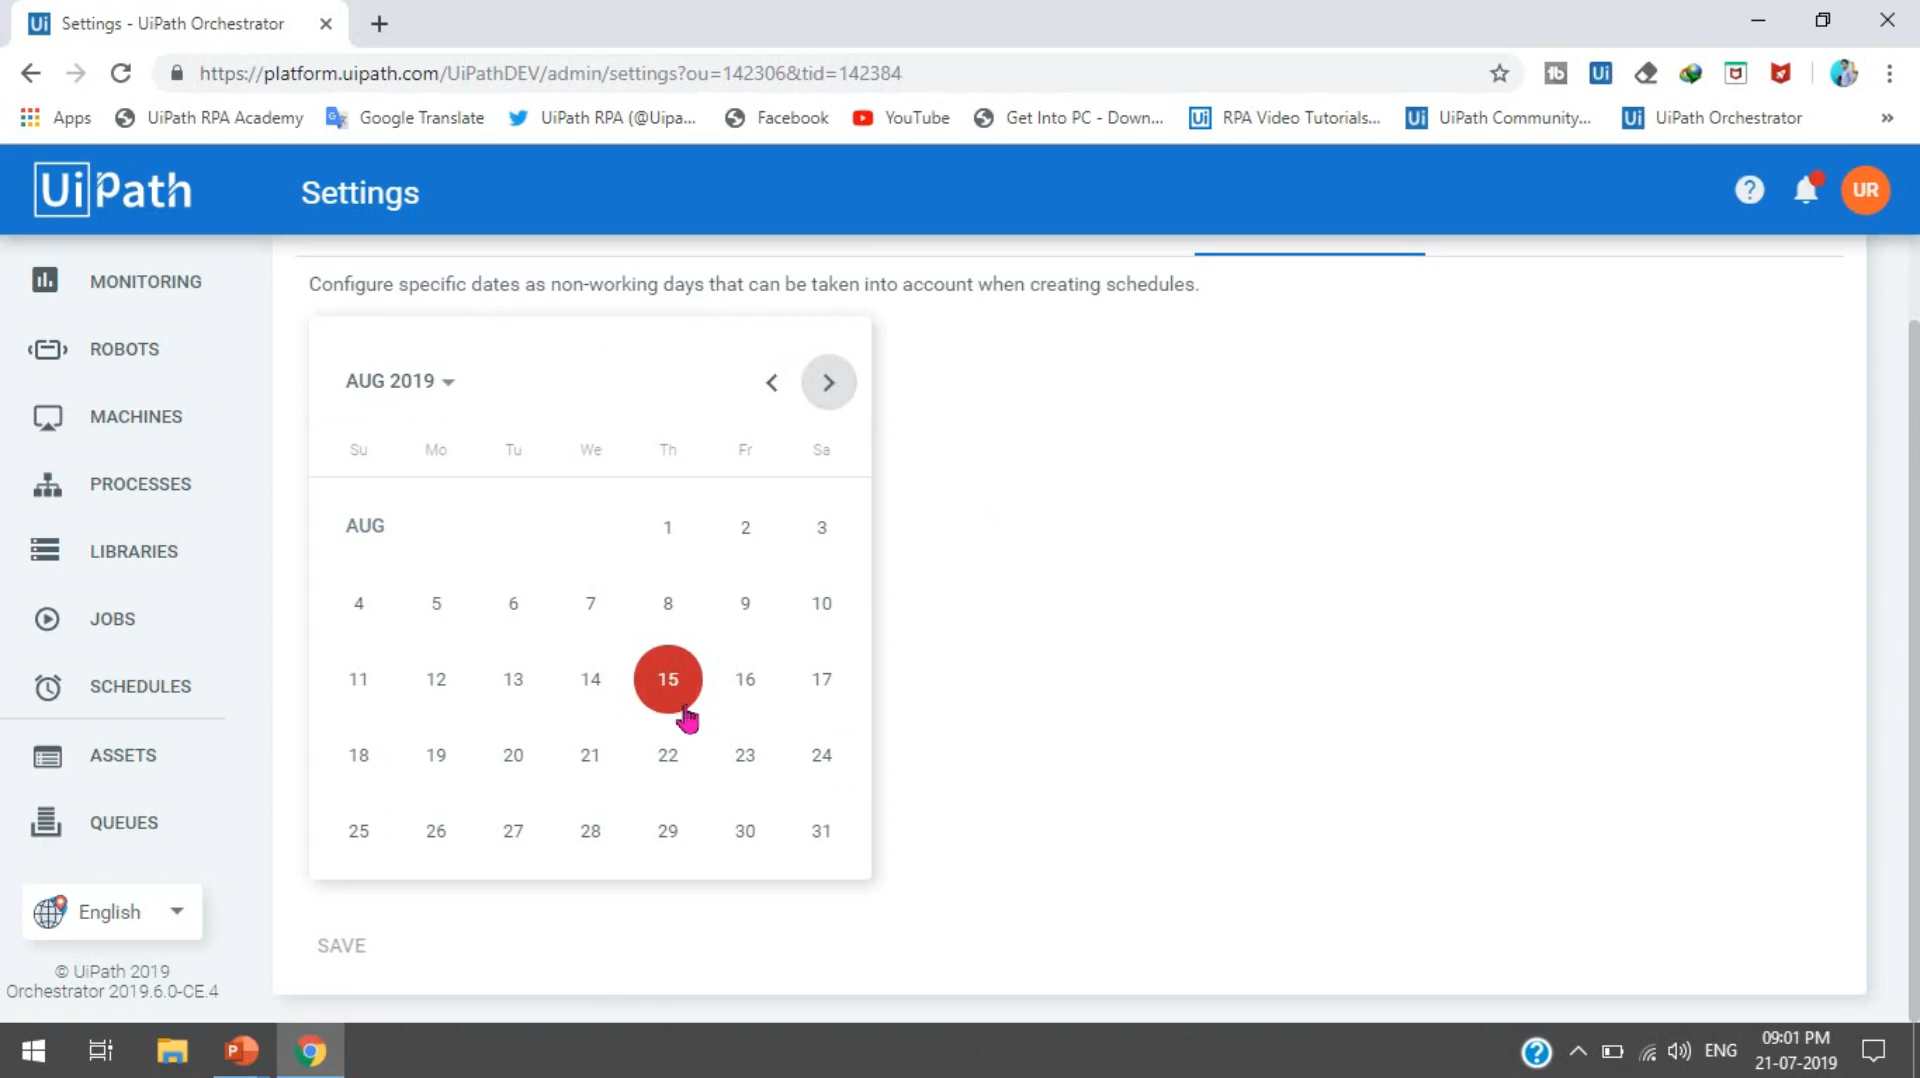 Ui Settings - UiPath Orchestrator
https://platform.uipath.com/UiPathDEV/admin/settings?ou=142306&tid=142384
Apps UiPath RPA Academy Google Translate UiPath RPA (@Uipa... Facebook YouTube Get Into PC - Down... Ui RPA Video Tutorials... Ui UiPath Community... Ui UiPath Orchestrator »
UiPath Settings UR
MONITORING
ROBOTS
MACHINES
PROCESSES
LIBRARIES
JOBS
SCHEDULES
ASSETS
QUEUES
English
© UiPath 2019
Orchestrator 2019.6.0-CE.4
Configure specific dates as non-working days that can be taken into account when creating schedules.
AUG 2019
Su Mo Tu We Th Fr Sa
AUG 1 2 3
4 5 6 7 8 9 10
11 12 13 14 15 16 17
18 19 20 21 22 23 24
25 26 27 28 29 30 31
SAVE
ENG
09:01 PM
21-07-2019